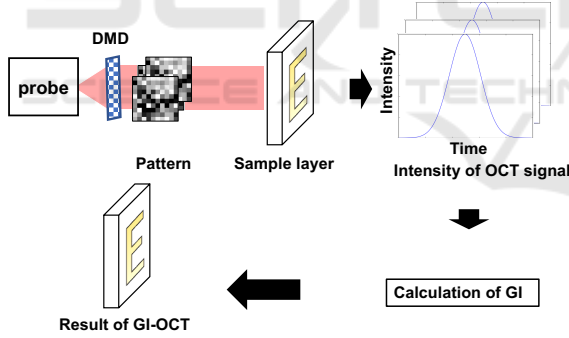 DMD
probe
Pattern
Sample layer
E
Intensity
Time
Intensity of OCT signal
Calculation of GI
E
Result of GI-OCT